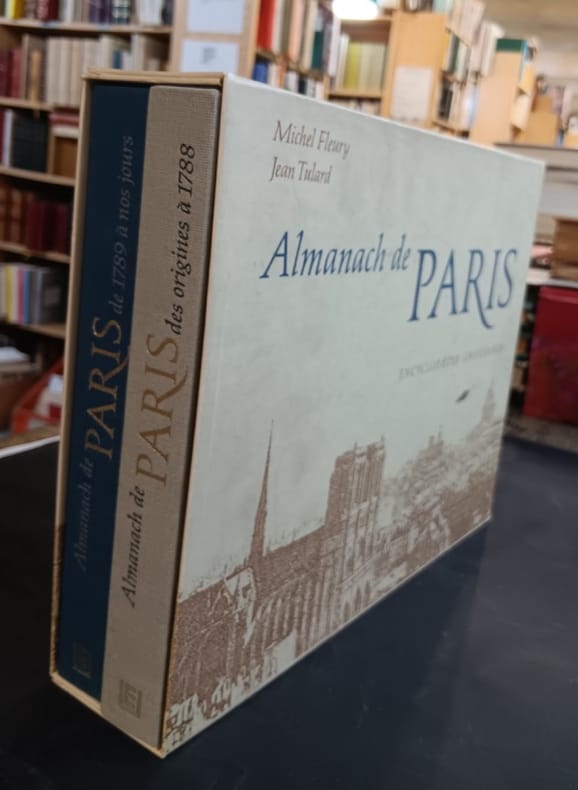 Michel Fleury
Jean Tulard
Almanach de PARIS
Almanach de PARIS de 1789 à nos jours
Almanach de PARIS des origines à 1788